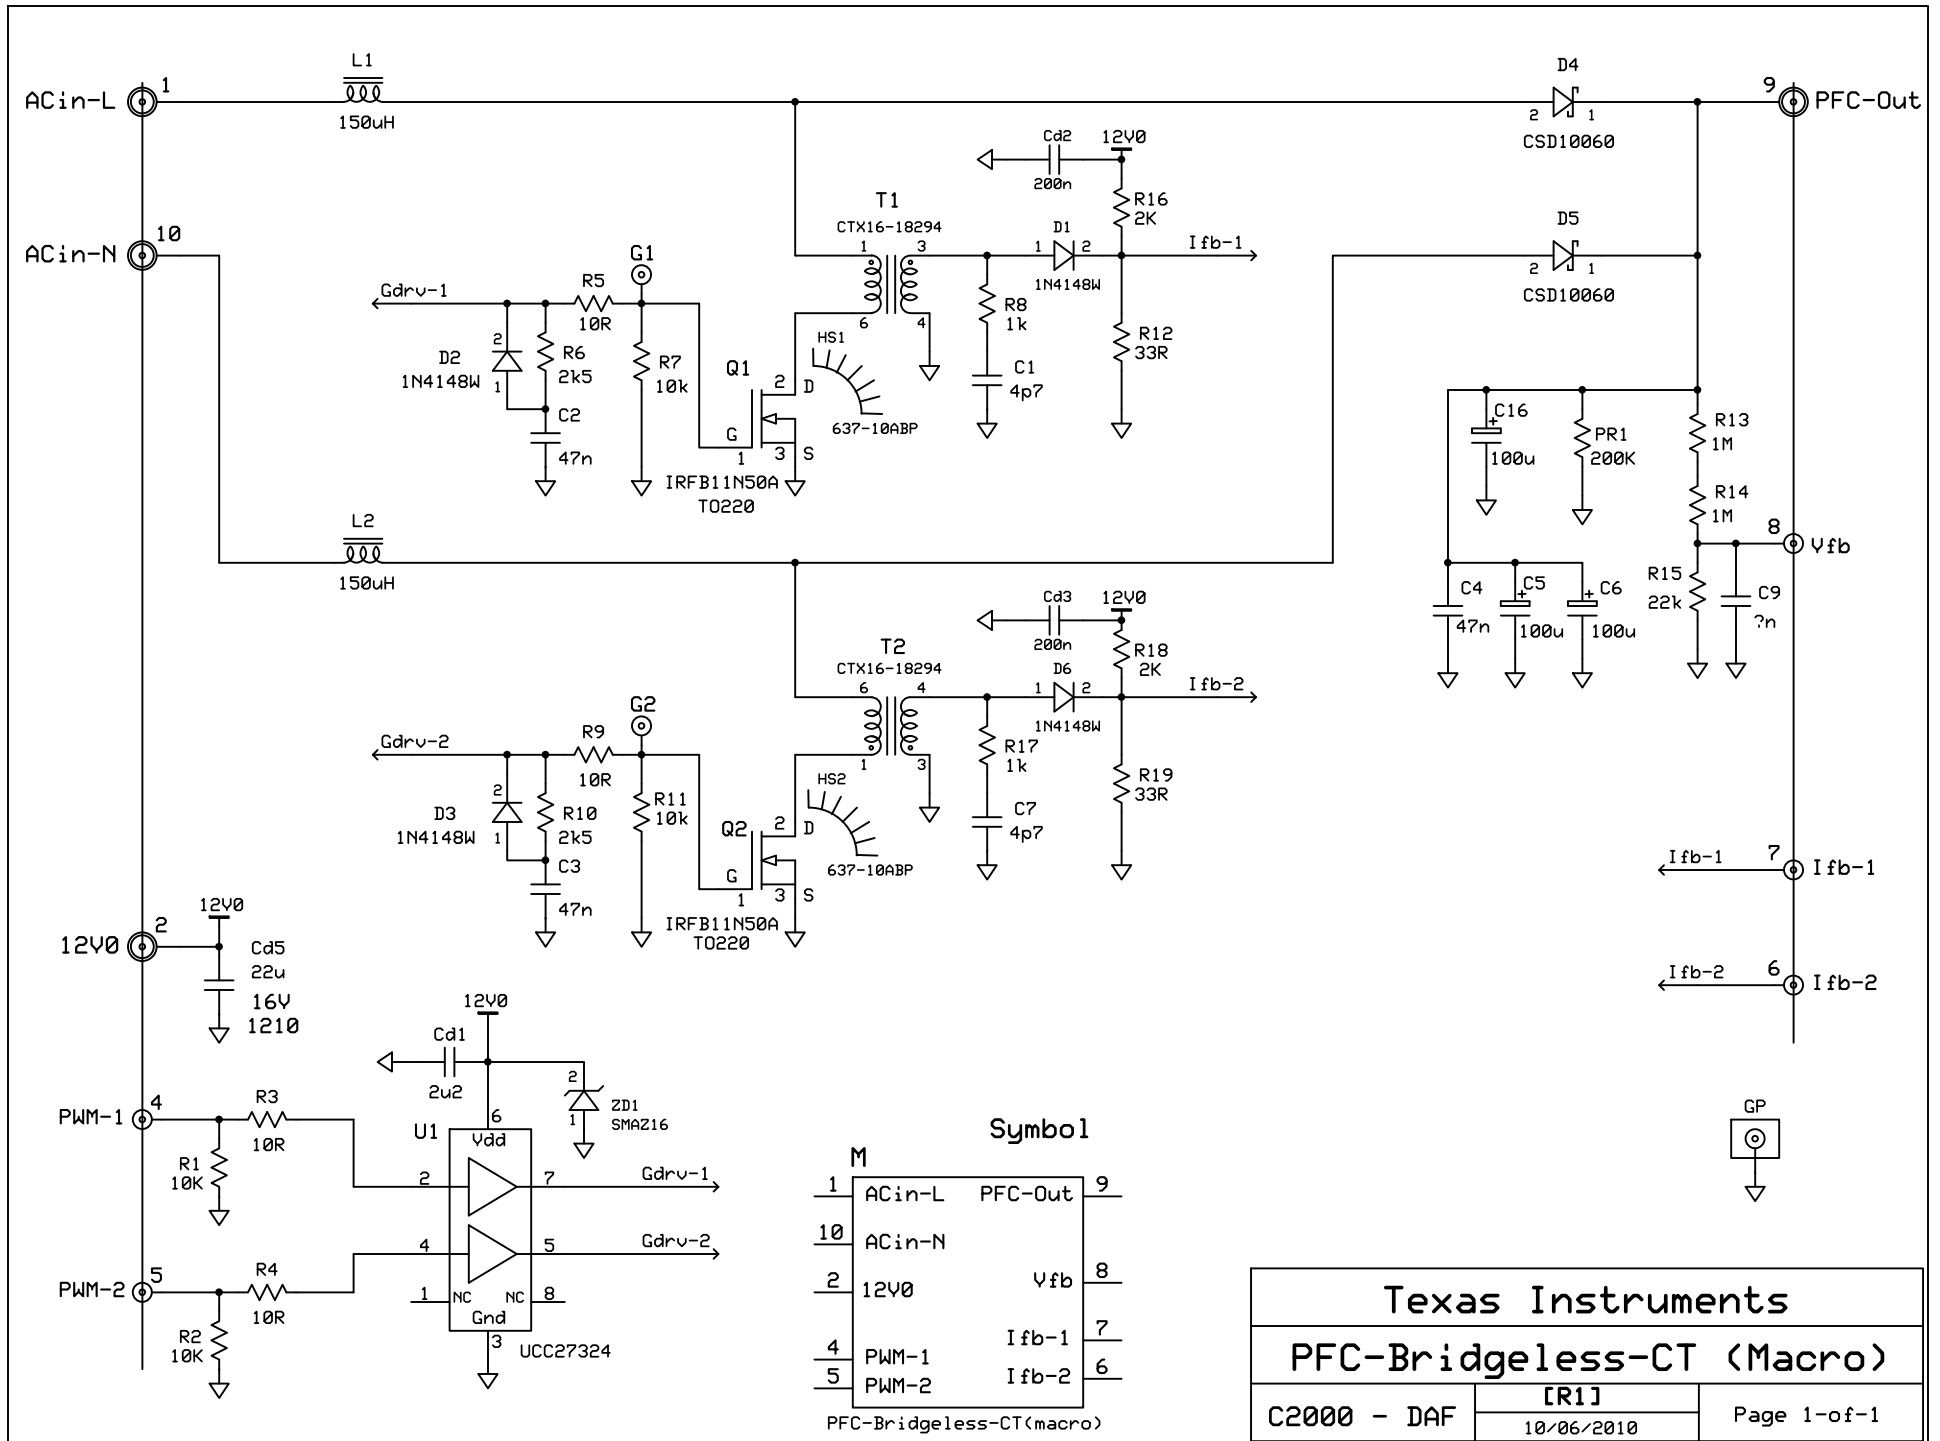 L1
150uH
ACin-L
1
D4
2
1
CSD10060
9
PFC-Out
Cd2
200n
12V0
R16
2K
T1
CTX16-18294
1
3
6
4
D1
1
2
1N4148W
Ifb-1
D5
2
1
CSD10060
ACin-N
10
G1
Gdrv-1
R5
10R
D2
1N4148W
2
1
R6
2k5
R7
10k
C2
47n
Q1
2
D
G
1
3
S
IRFB11N50A
TO220
HS1
637-10ABP
R8
1k
C1
4p7
R12
33R
C16
+
100u
PR1
200K
R13
1M
R14
1M
8
Vfb
R15
22k
C9
?n
C4
47n
C5
+
100u
C6
+
100u
L2
150uH
Cd3
200n
12V0
R18
2K
T2
CTX16-18294
6
4
1
3
D6
1
2
1N4148W
Ifb-2
G2
Gdrv-2
R9
10R
D3
1N4148W
2
1
R10
2k5
R11
10k
C3
47n
Q2
2
D
G
1
3
S
IRFB11N50A
TO220
HS2
637-10ABP
R17
1k
C7
4p7
R19
33R
Ifb-1
7
Ifb-1
Ifb-2
6
Ifb-2
12V0
2
12V0
Cd5
22u
16V
1210
12V0
Cd1
2u2
2
1
ZD1
SMAZ16
PWM-1
4
R3
10R
R1
10K
PWM-2
5
R4
10R
R2
10K
U1
6
Vdd
2
7
Gdrv-1
4
5
Gdrv-2
1
NC
NC
8
Gnd
3
UCC27324
Symbol
M
1
ACin-L
PFC-Out
9
10
ACin-N
2
12V0
Vfb
8
Ifb-1
7
4
PWM-1
Ifb-2
6
5
PWM-2
PFC-Bridgeless-CT(macro)
GP
Texas Instruments
PFC-Bridgeless-CT (Macro)
C2000 - DAF
[R1]
10/06/2010
Page 1-of-1